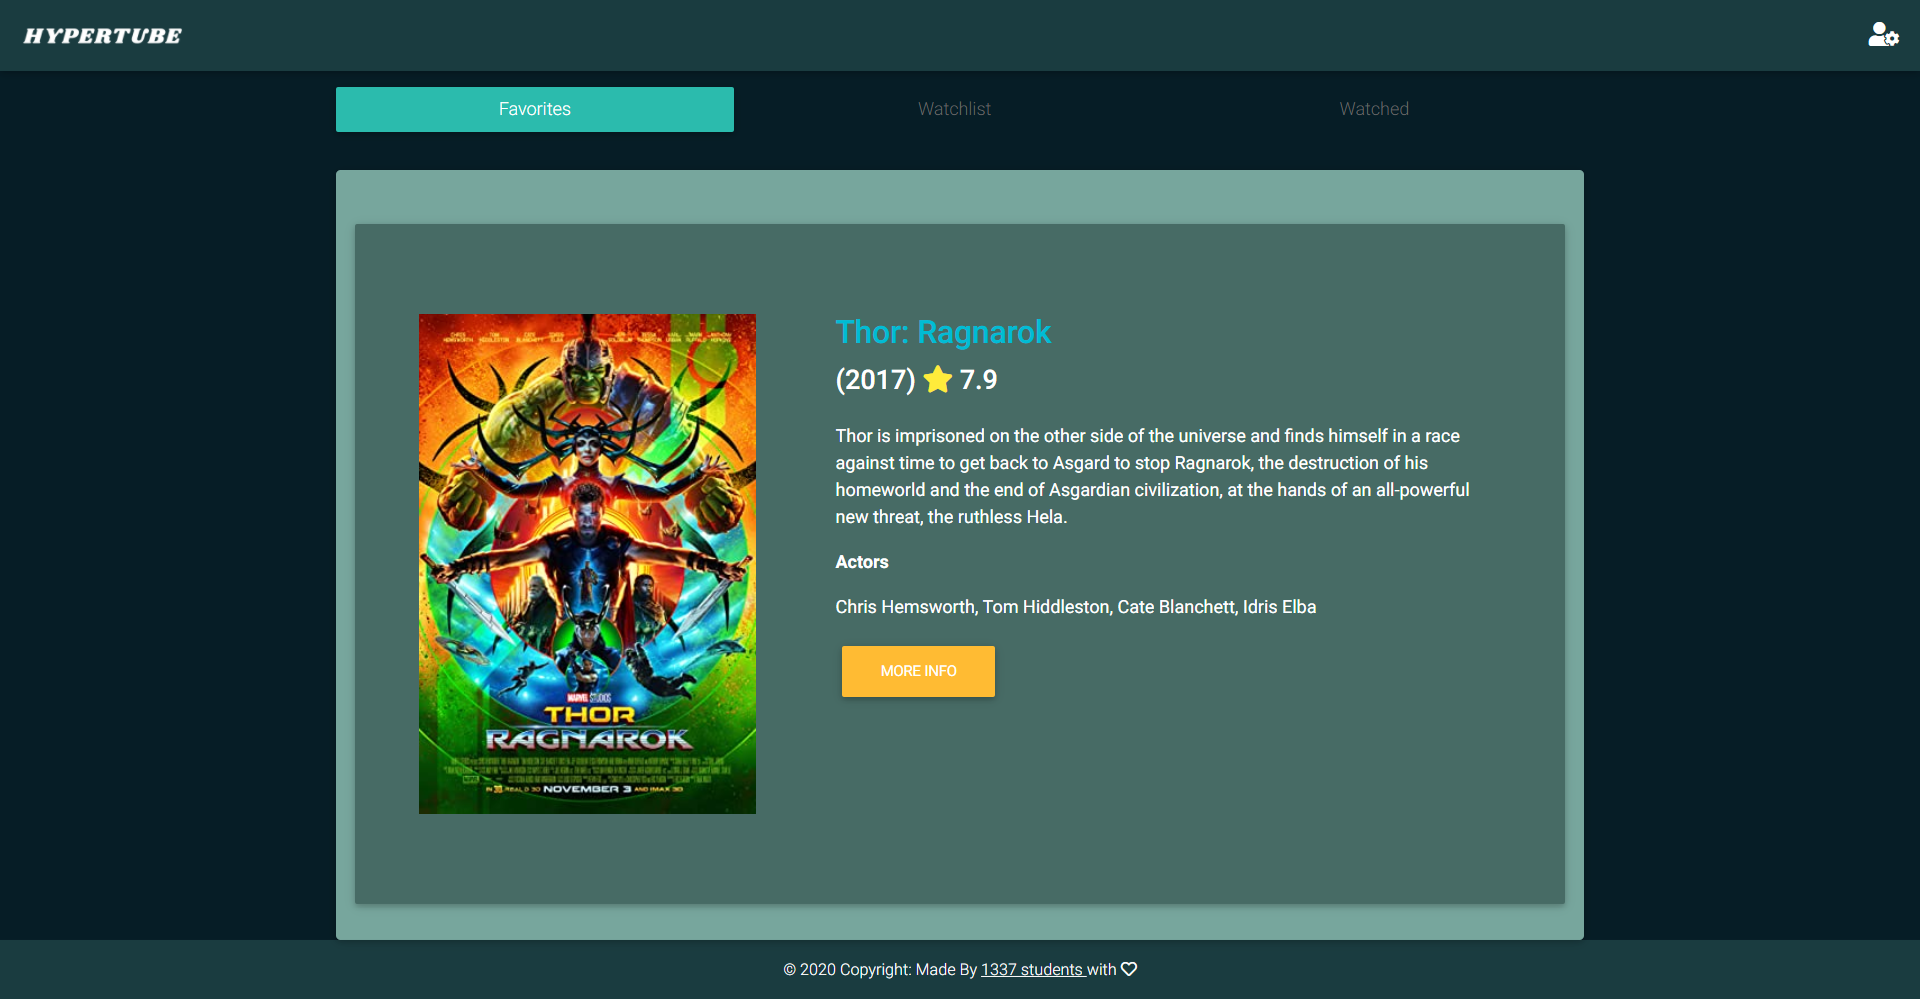 HYPERTUBE
Favorites
Watchlist
Watched
Thor: Ragnarok
(2017) 7.9
Thor is imprisoned on the other side of the universe and finds himself in a race
against time to get back to Asgard to stop Ragnarok, the destruction of his
homeworld and the end of Asgardian civilization, at the hands of an all-powerful
new threat, the ruthless Hela.
Actors
Chris Hemsworth, Tom Hiddleston, Cate Blanchett, Idris Elba
MORE INFO
MARVEL STUDIOS
THOR
RAGNAROK
NOVEMBER 3 AND IMAX 3D
© 2020 Copyright: Made By 1337 students with